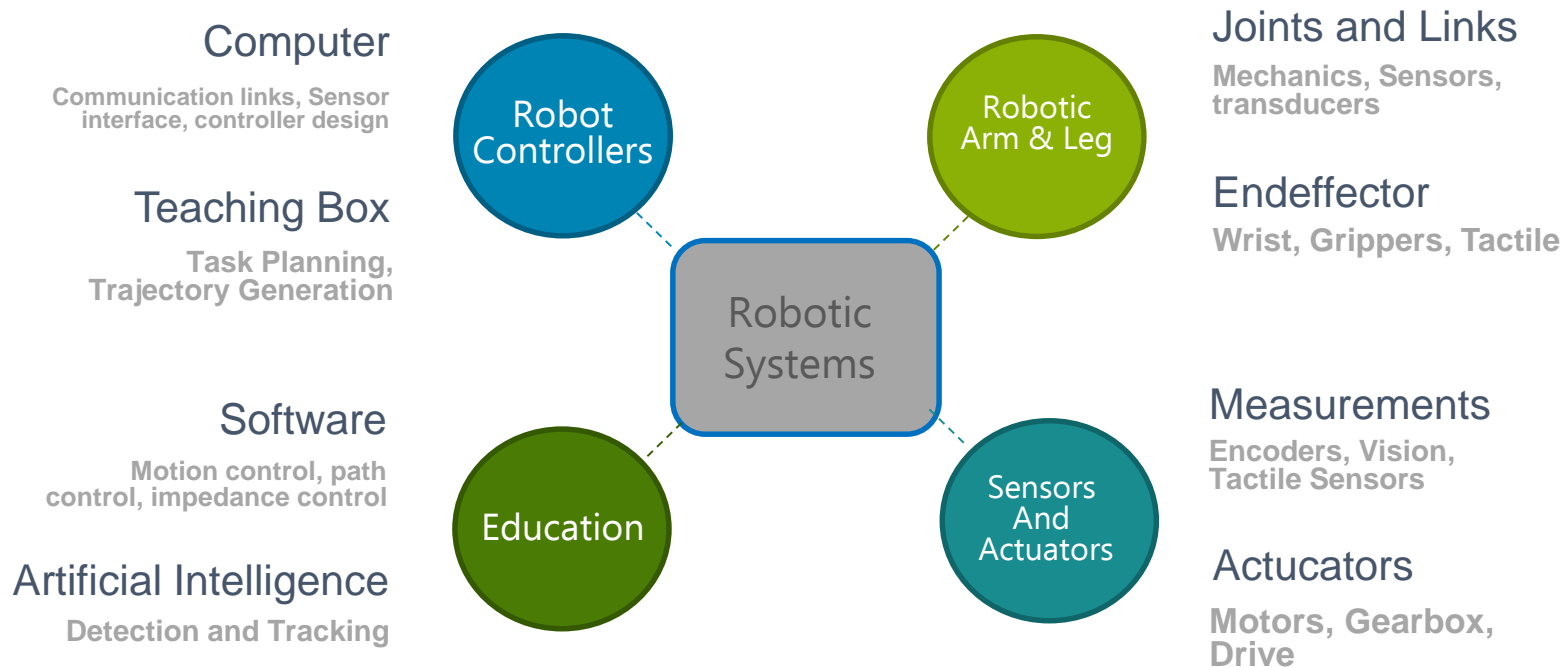 Computer
Communication links, Sensor
interface, controller design
Teaching Box
Task Planning,
Trajectory Generation
Robot
Controllers
Robotic
Arm & Leg
Joints and Links
Mechanics, Sensors,
transducers
Endeffector
Wrist, Grippers, Tactile
Robotic
Systems
Software
Motion control, path
control, impedance control
Artificial Intelligence
Detection and Tracking
Education
Sensors
And
Actuators
Measurements
Encoders, Vision,
Tactile Sensors
Actucators
Motors, Gearbox,
Drive